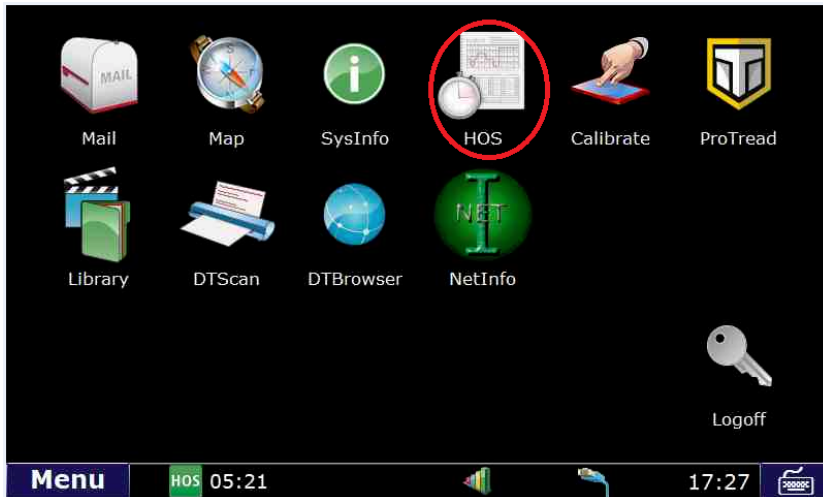 MAIL
Mail Map SysInfo HOS Calibrate ProTread
NET
Library DTScan DTBrowser NetInfo
Logoff
Menu HOS 05:21 17:27